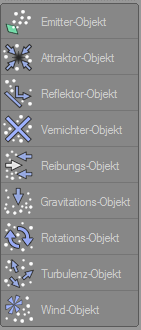 Emitter-Objekt
Attraktor-Objekt
Reflektor-Objekt
Vernichter-Objekt
Reibungs-Objekt
Gravitations-Objekt
Rotations-Objekt
Turbulenz-Objekt
Wind-Objekt